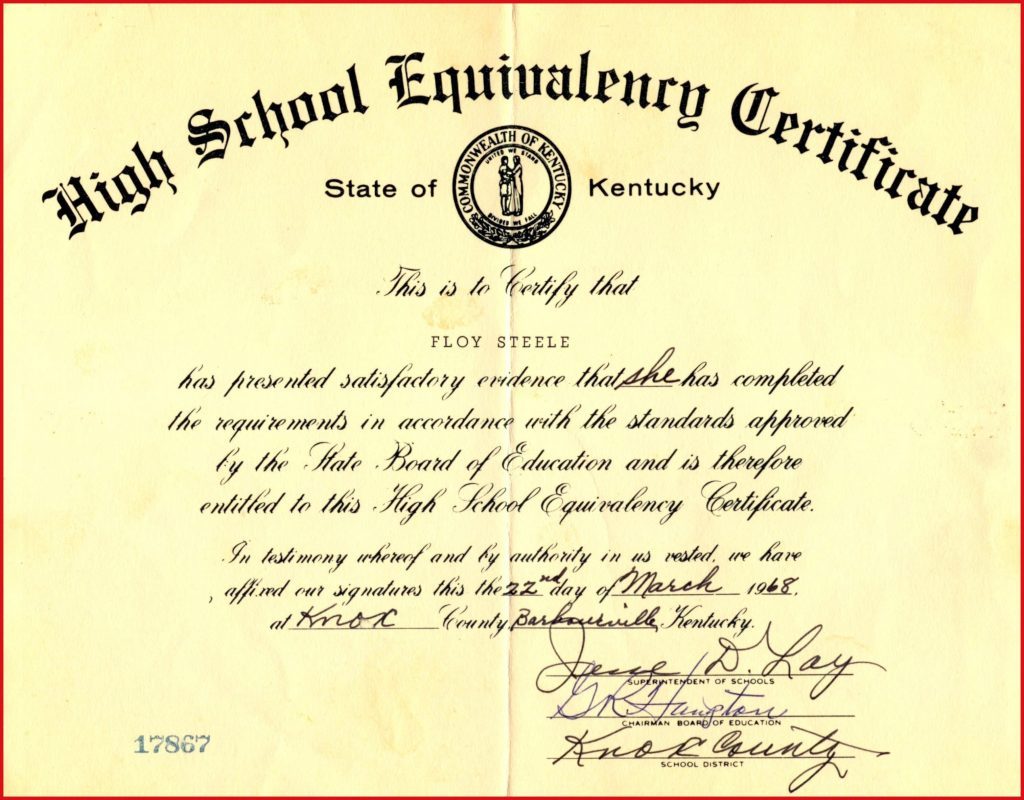 High School Equivalency Certificate
State of Kentucky
COMMONWEALTH OF KENTUCKY
UNITED WE STAND
DIVIDED WE FALL
This is to Certify that
FLOY STEELE
has presented satisfactory evidence that she has completed
the requirements in accordance with the standards approved
by the State Board of Education and is therefore
entitled to this High School Equivalency Certificate.
In testimony whereof and by authority in us vested, we have
affixed our signatures this the 22nd day of March 1968,
at Knox County, Barbourville, Kentucky.
Jesse D. Lay
SUPERINTENDENT OF SCHOOLS
CHAIRMAN BOARD OF EDUCATION
Knox County
SCHOOL DISTRICT
17867